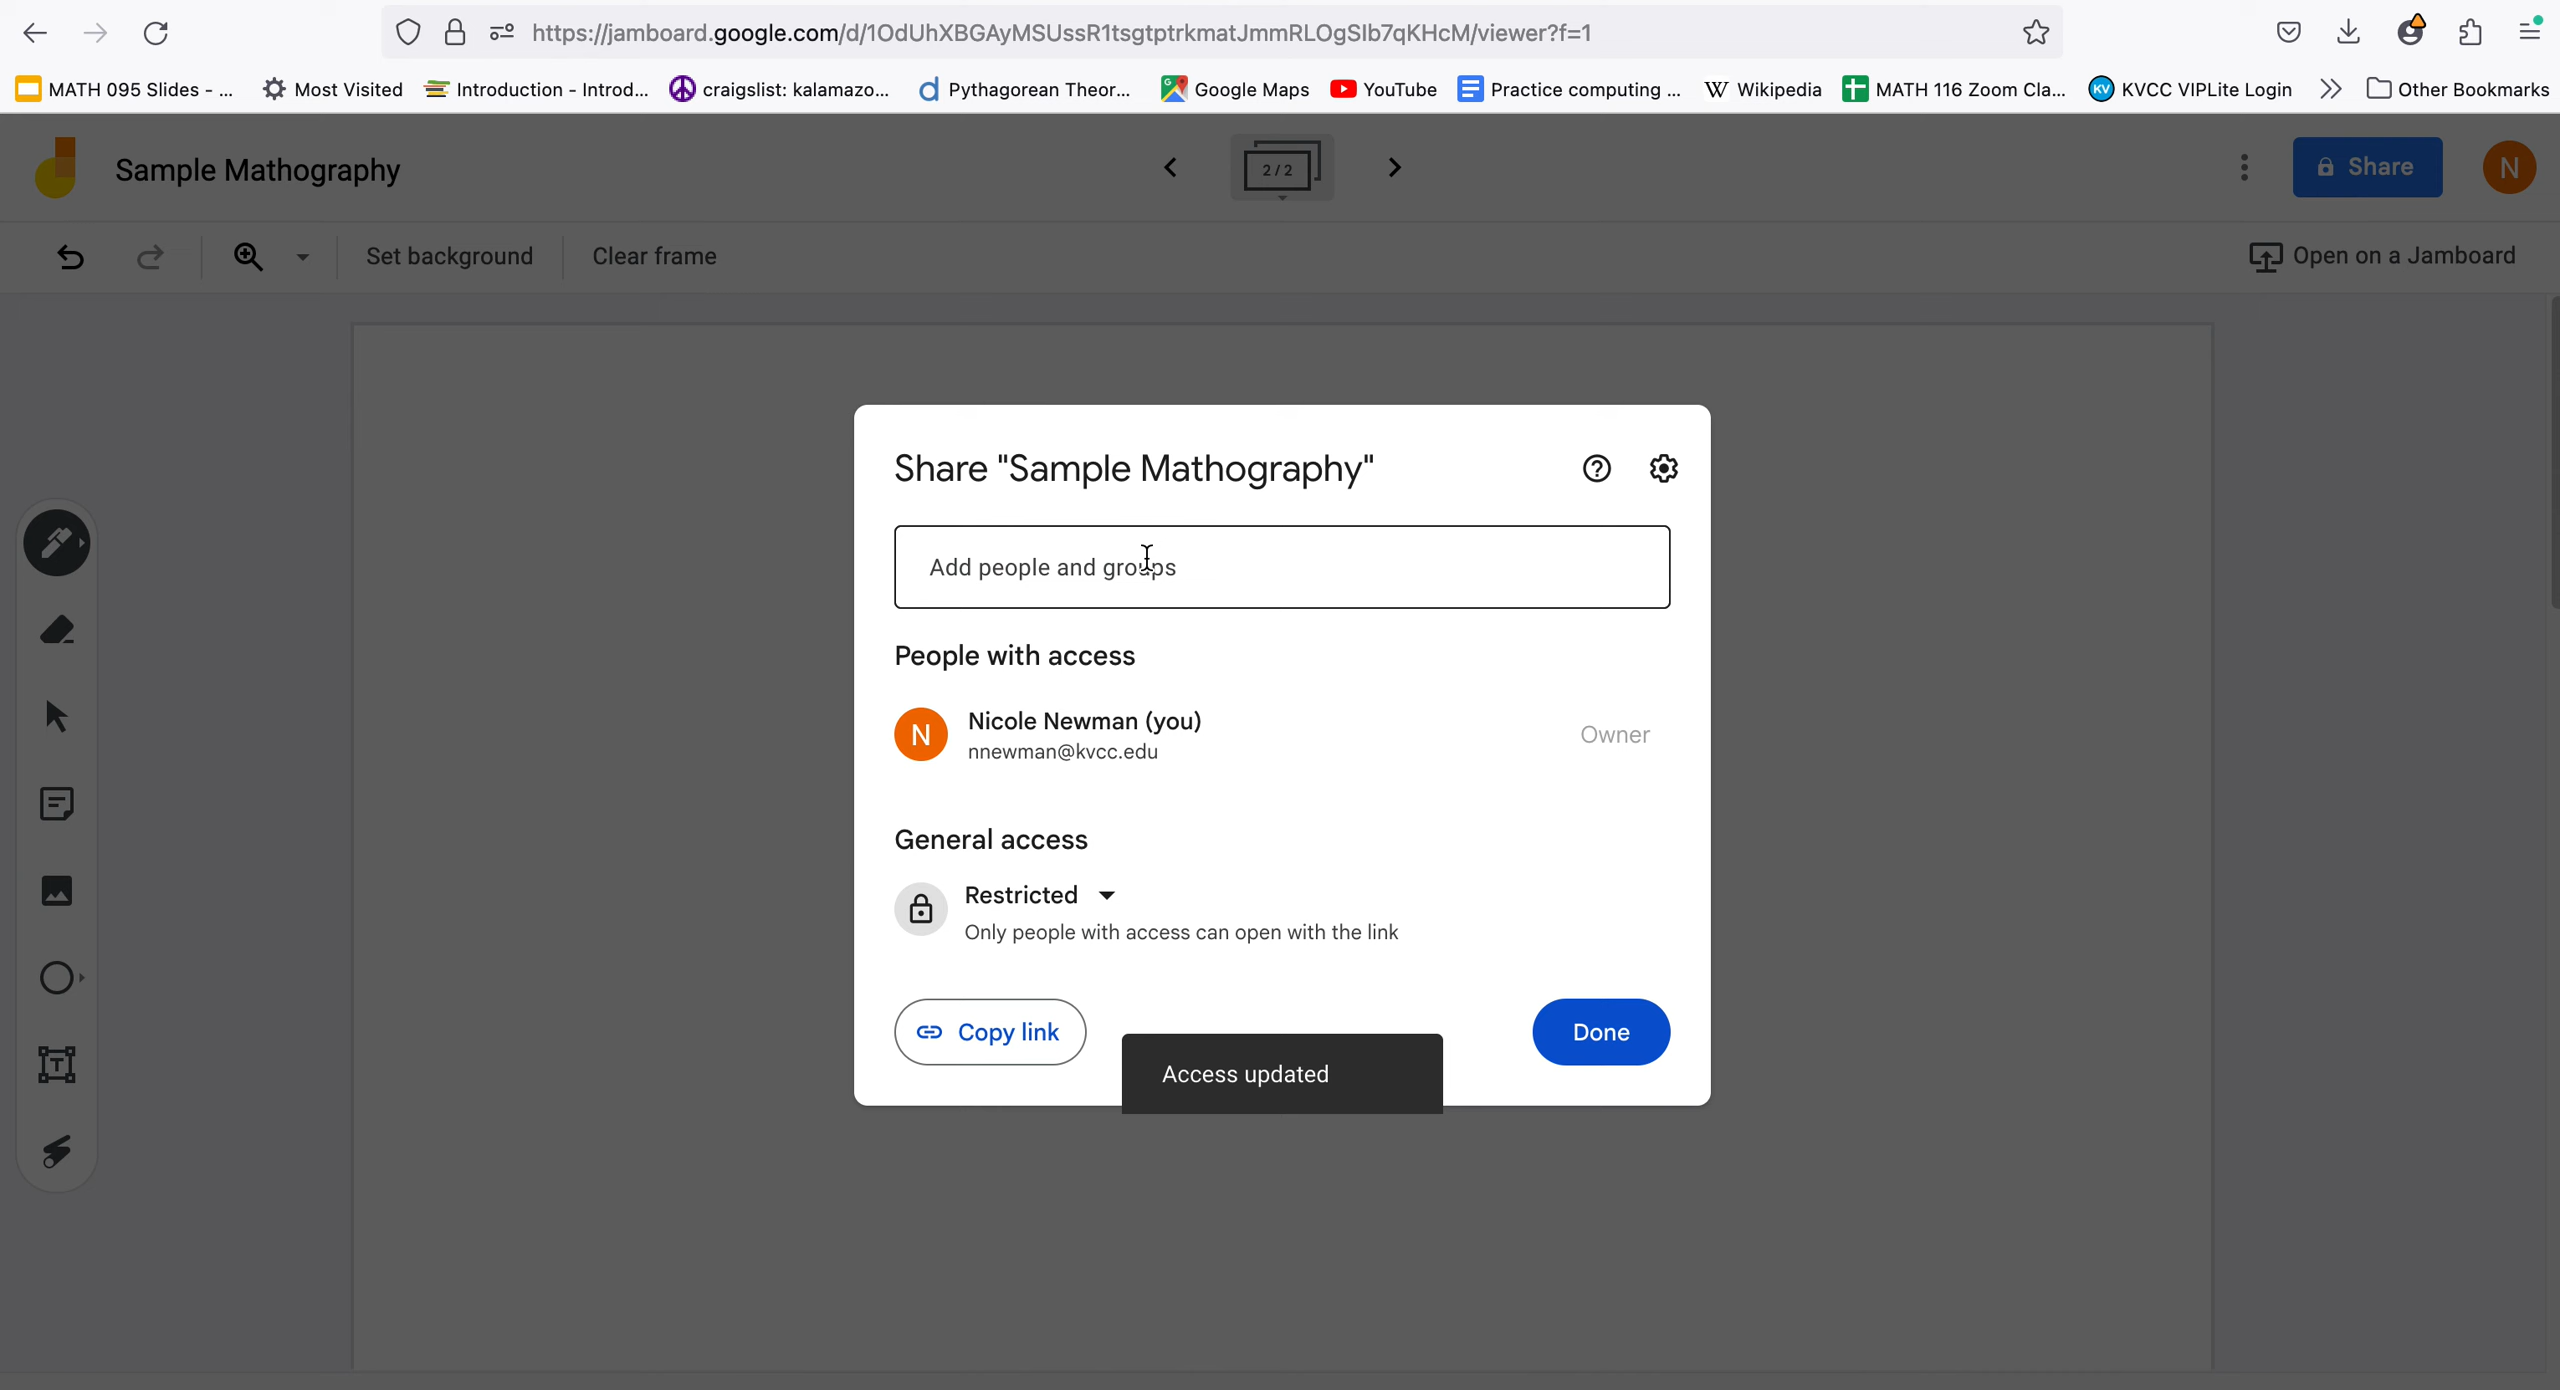 https://jamboard.google.com/d/1OdUhXBGAyMSUssR1tsgtptrkmatJmmRLOgSIb7qKHcM/viewer?f=1
MATH 095 Slides - ... Most Visited Introduction - Introd... craigslist: kalamazo... Pythagorean Theor... Google Maps YouTube Practice computing ... W Wikipedia MATH 116 Zoom Cla... KV KVCC VIPLite Login Other Bookmarks
Sample Mathography 2/2 Share N
Set background Clear frame Open on a Jamboard
Share "Sample Mathography"
Add people and groups
People with access
N Nicole Newman (you)
nnewman@kvcc.edu
Owner
General access
Restricted
Only people with access can open with the link
Copy link Done
Access updated